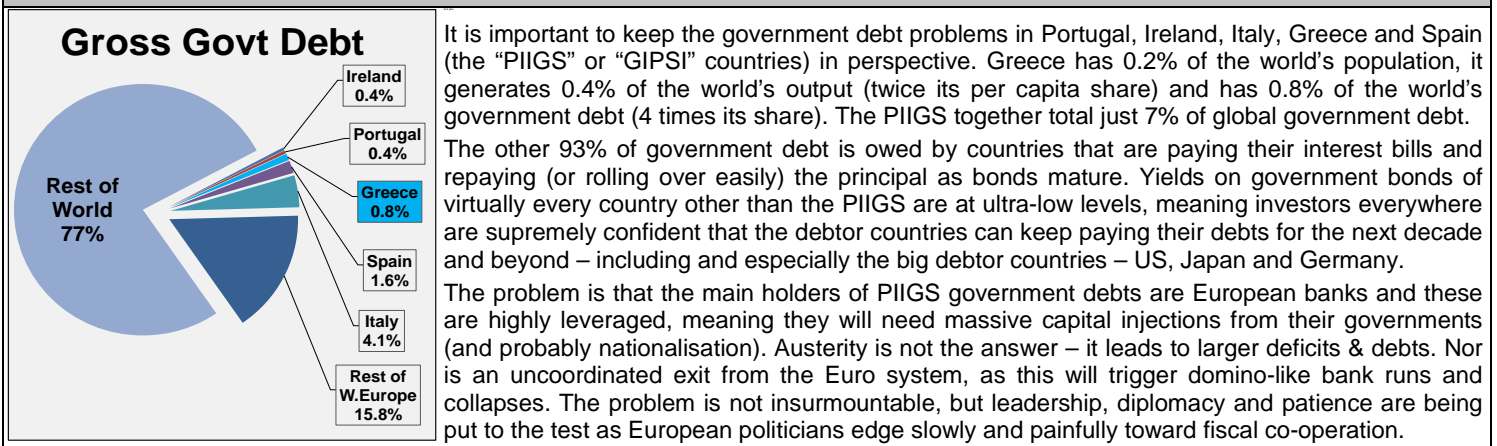 Gross Govt Debt
Ireland
0.4%
Portugal
0.4%
Greece
0.8%
Spain
1.6%
Italy
4.1%
Rest of
W.Europe
15.8%
Rest of
World
77%
It is important to keep the government debt problems in Portugal, Ireland, Italy, Greece and Spain
(the “PIIGS” or “GIPSI” countries) in perspective. Greece has 0.2% of the world’s population, it
generates 0.4% of the world’s output (twice its per capita share) and has 0.8% of the world’s
government debt (4 times its share). The PIIGS together total just 7% of global government debt.
The other 93% of government debt is owed by countries that are paying their interest bills and
repaying (or rolling over easily) the principal as bonds mature. Yields on government bonds of
virtually every country other than the PIIGS are at ultra-low levels, meaning investors everywhere
are supremely confident that the debtor countries can keep paying their debts for the next decade
and beyond – including and especially the big debtor countries – US, Japan and Germany.
The problem is that the main holders of PIIGS government debts are European banks and these
are highly leveraged, meaning they will need massive capital injections from their governments
(and probably nationalisation). Austerity is not the answer – it leads to larger deficits & debts. Nor
is an uncoordinated exit from the Euro system, as this will trigger domino-like bank runs and
collapses. The problem is not insurmountable, but leadership, diplomacy and patience are being
put to the test as European politicians edge slowly and painfully toward fiscal co-operation.